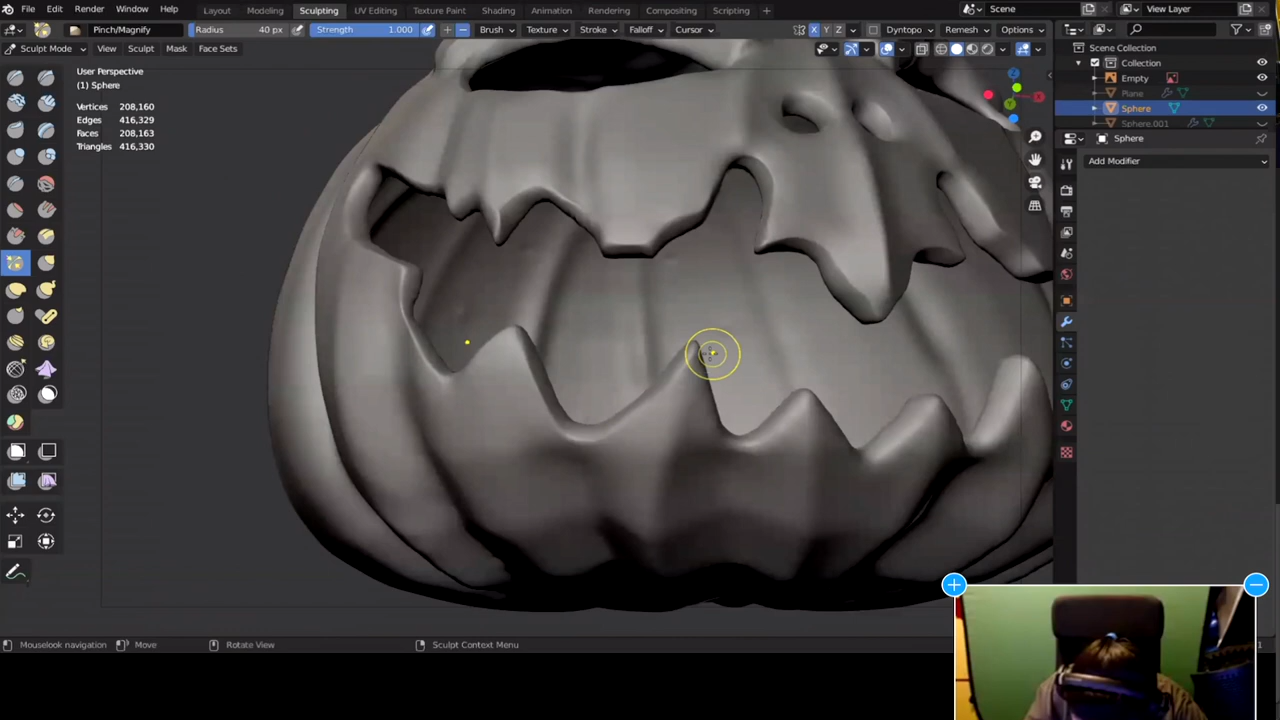 File Edit Render Window Help Layout Modeling Sculpting UV Editing Texture Paint Shading Animation Rendering Compositing Scripting Scene View Layer
Pinch/Magnify Radius 40 px Strength 1.000 Brush Texture Stroke Falloff Cursor X Y Z Dyntopo Remesh Options
Sculpt Mode View Sculpt Mask Face Sets
Scene Collection
Collection
Empty
Plane
Sphere
Sphere.001
Sphere
Add Modifier
User Perspective
(1) Sphere
Vertices 208,160
Edges 416,329
Faces 208,163
Triangles 416,330
Mouselook navigation Move Rotate View Sculpt Context Menu